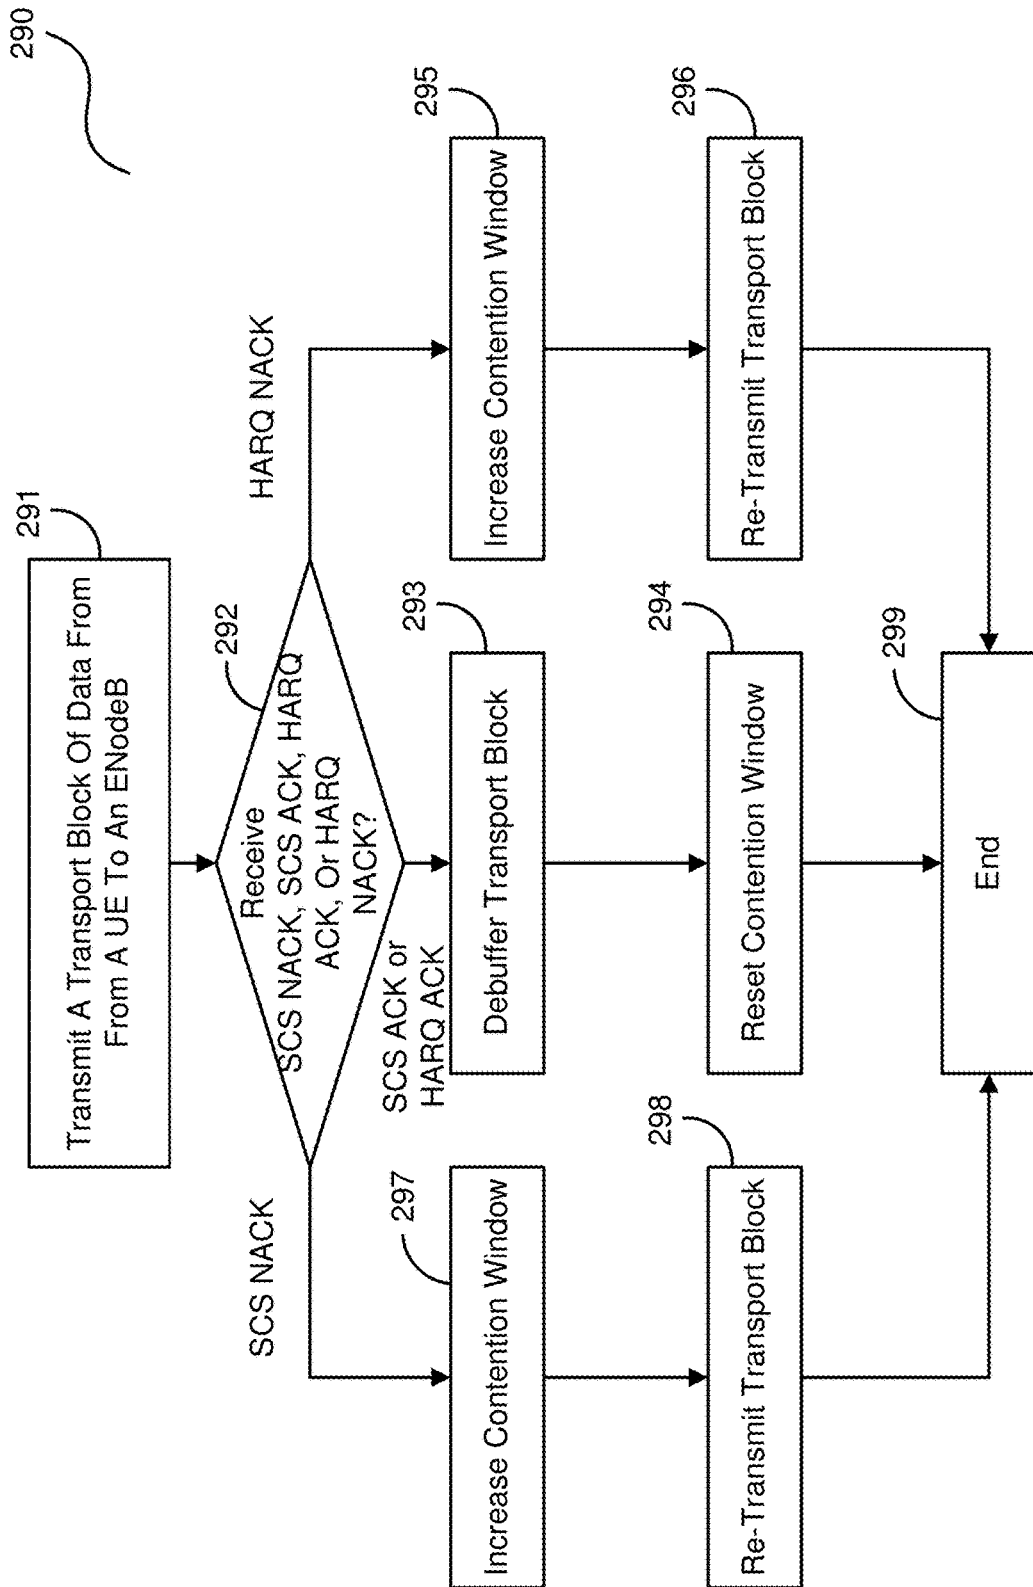 290
291
Transmit A Transport Block Of Data From
From A UE To An ENodeB
292
Receive
SCS NACK, SCS ACK, HARQ
ACK, Or HARQ
NACK?
SCS NACK
SCS ACK or
HARQ ACK
HARQ NACK
297
Increase Contention Window
293
Debuffer Transport Block
295
Increase Contention Window
298
Re-Transmit Transport Block
294
Reset Contention Window
296
Re-Transmit Transport Block
299
End